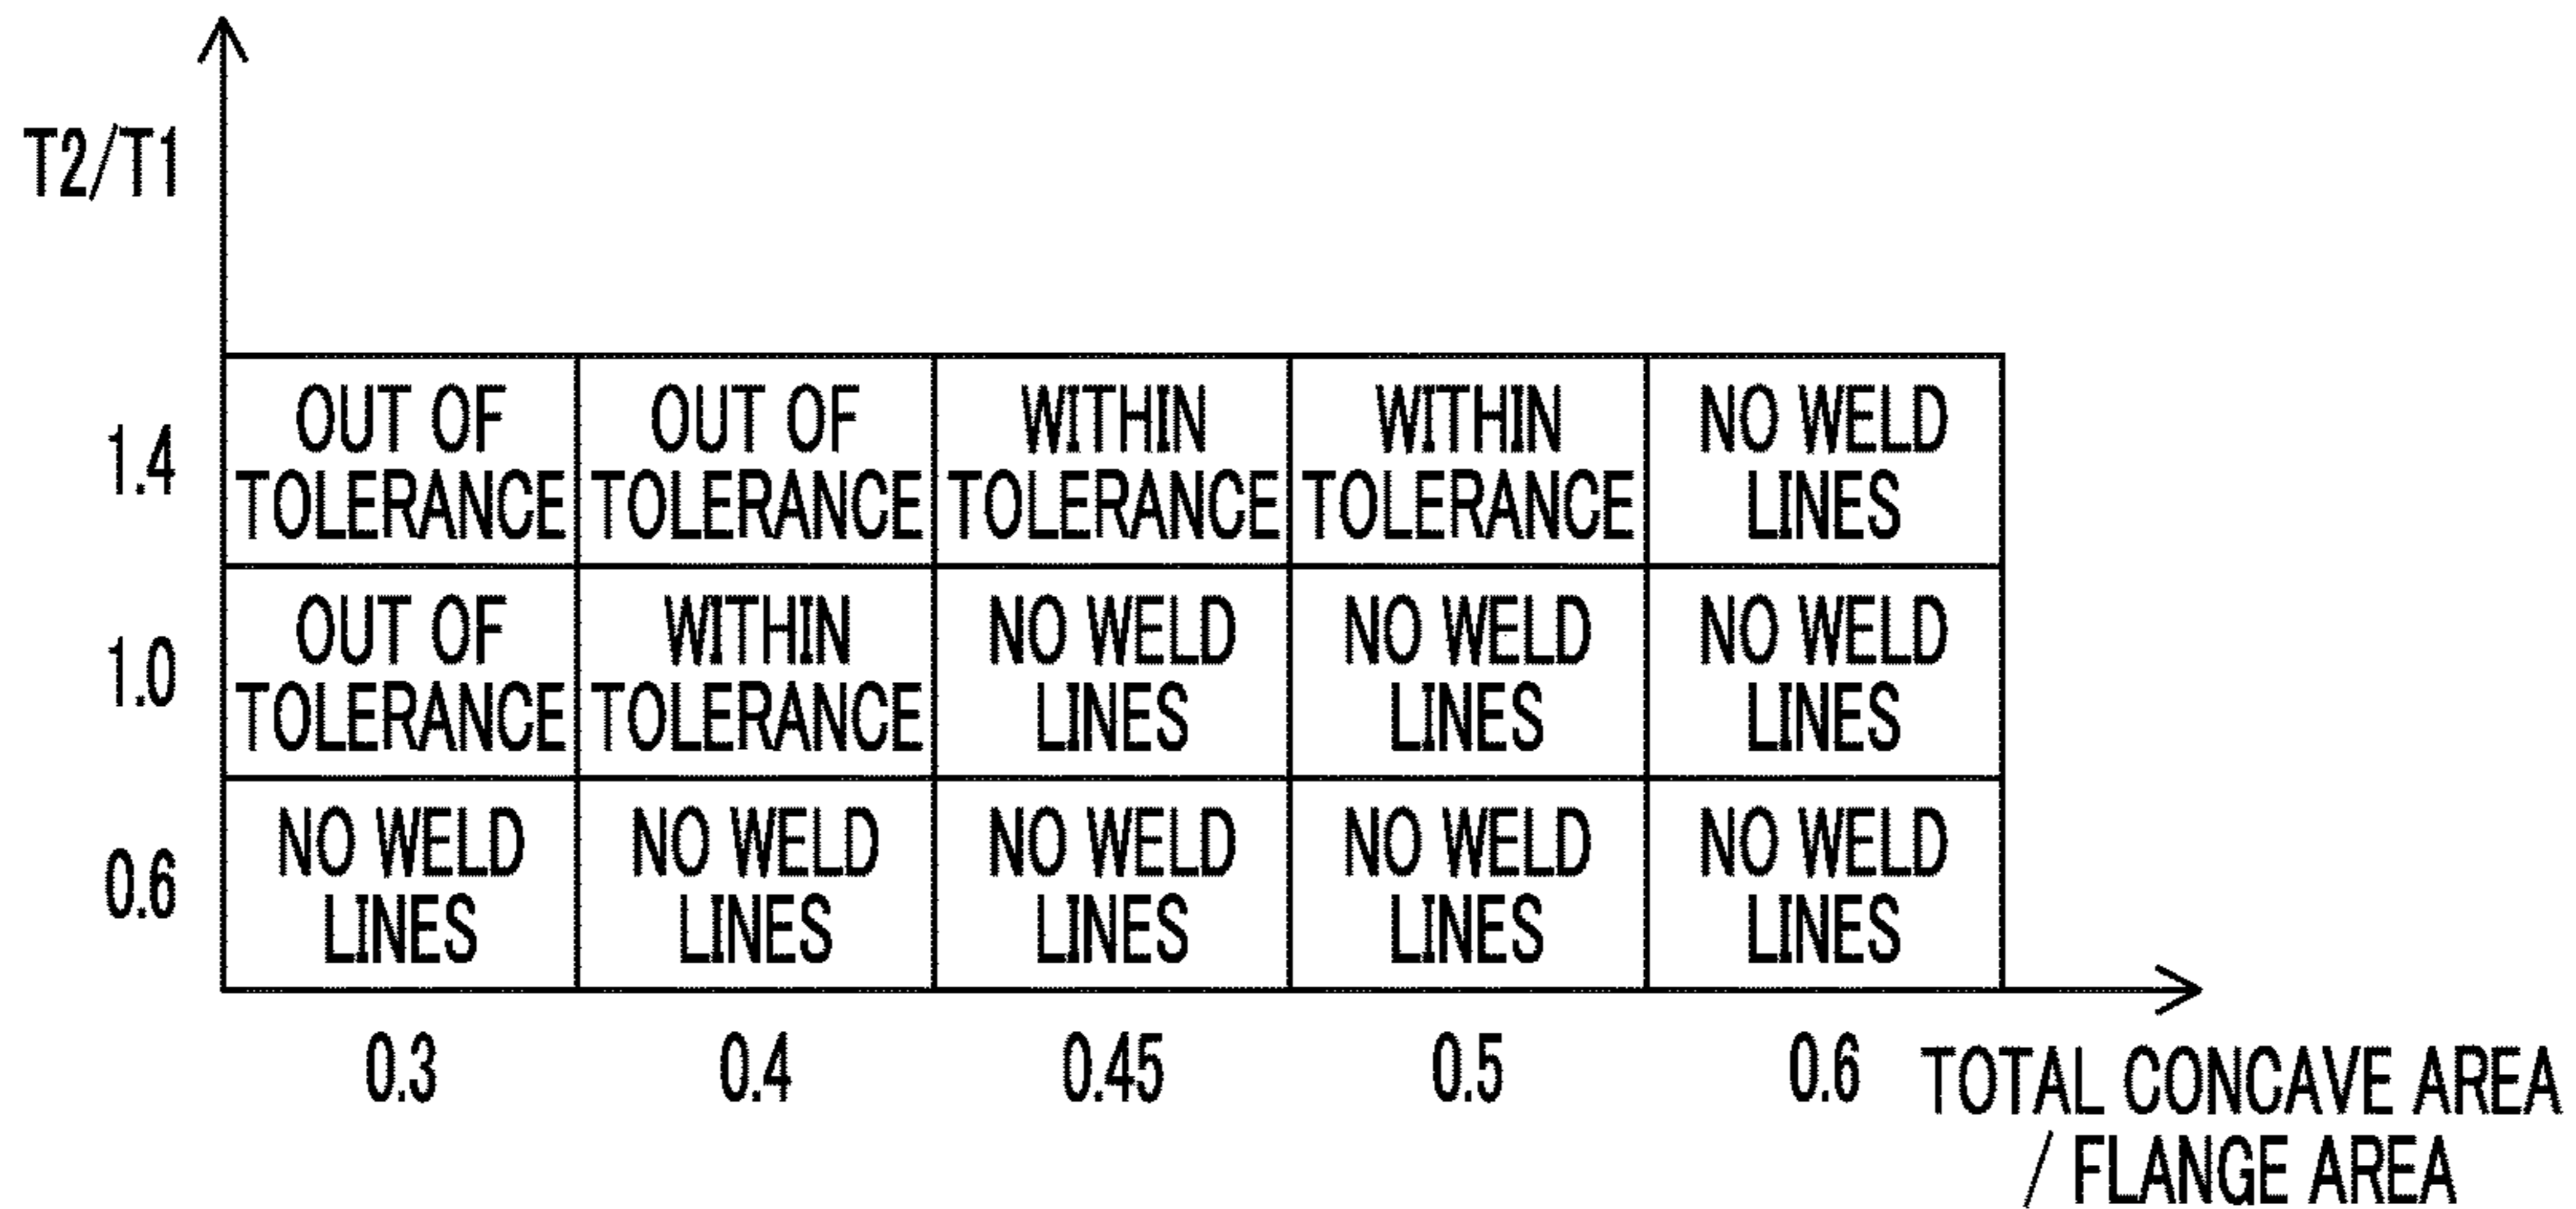 T2/T1
1.4
OUT OF
TOLERANCE
OUT OF
TOLERANCE
WITHIN
TOLERANCE
WITHIN
TOLERANCE
NO WELD
LINES
1.0
OUT OF
TOLERANCE
WITHIN
TOLERANCE
NO WELD
LINES
NO WELD
LINES
NO WELD
LINES
0.6
NO WELD
LINES
NO WELD
LINES
NO WELD
LINES
NO WELD
LINES
NO WELD
LINES
0.3
0.4
0.45
0.5
0.6
TOTAL CONCAVE AREA
/ FLANGE AREA